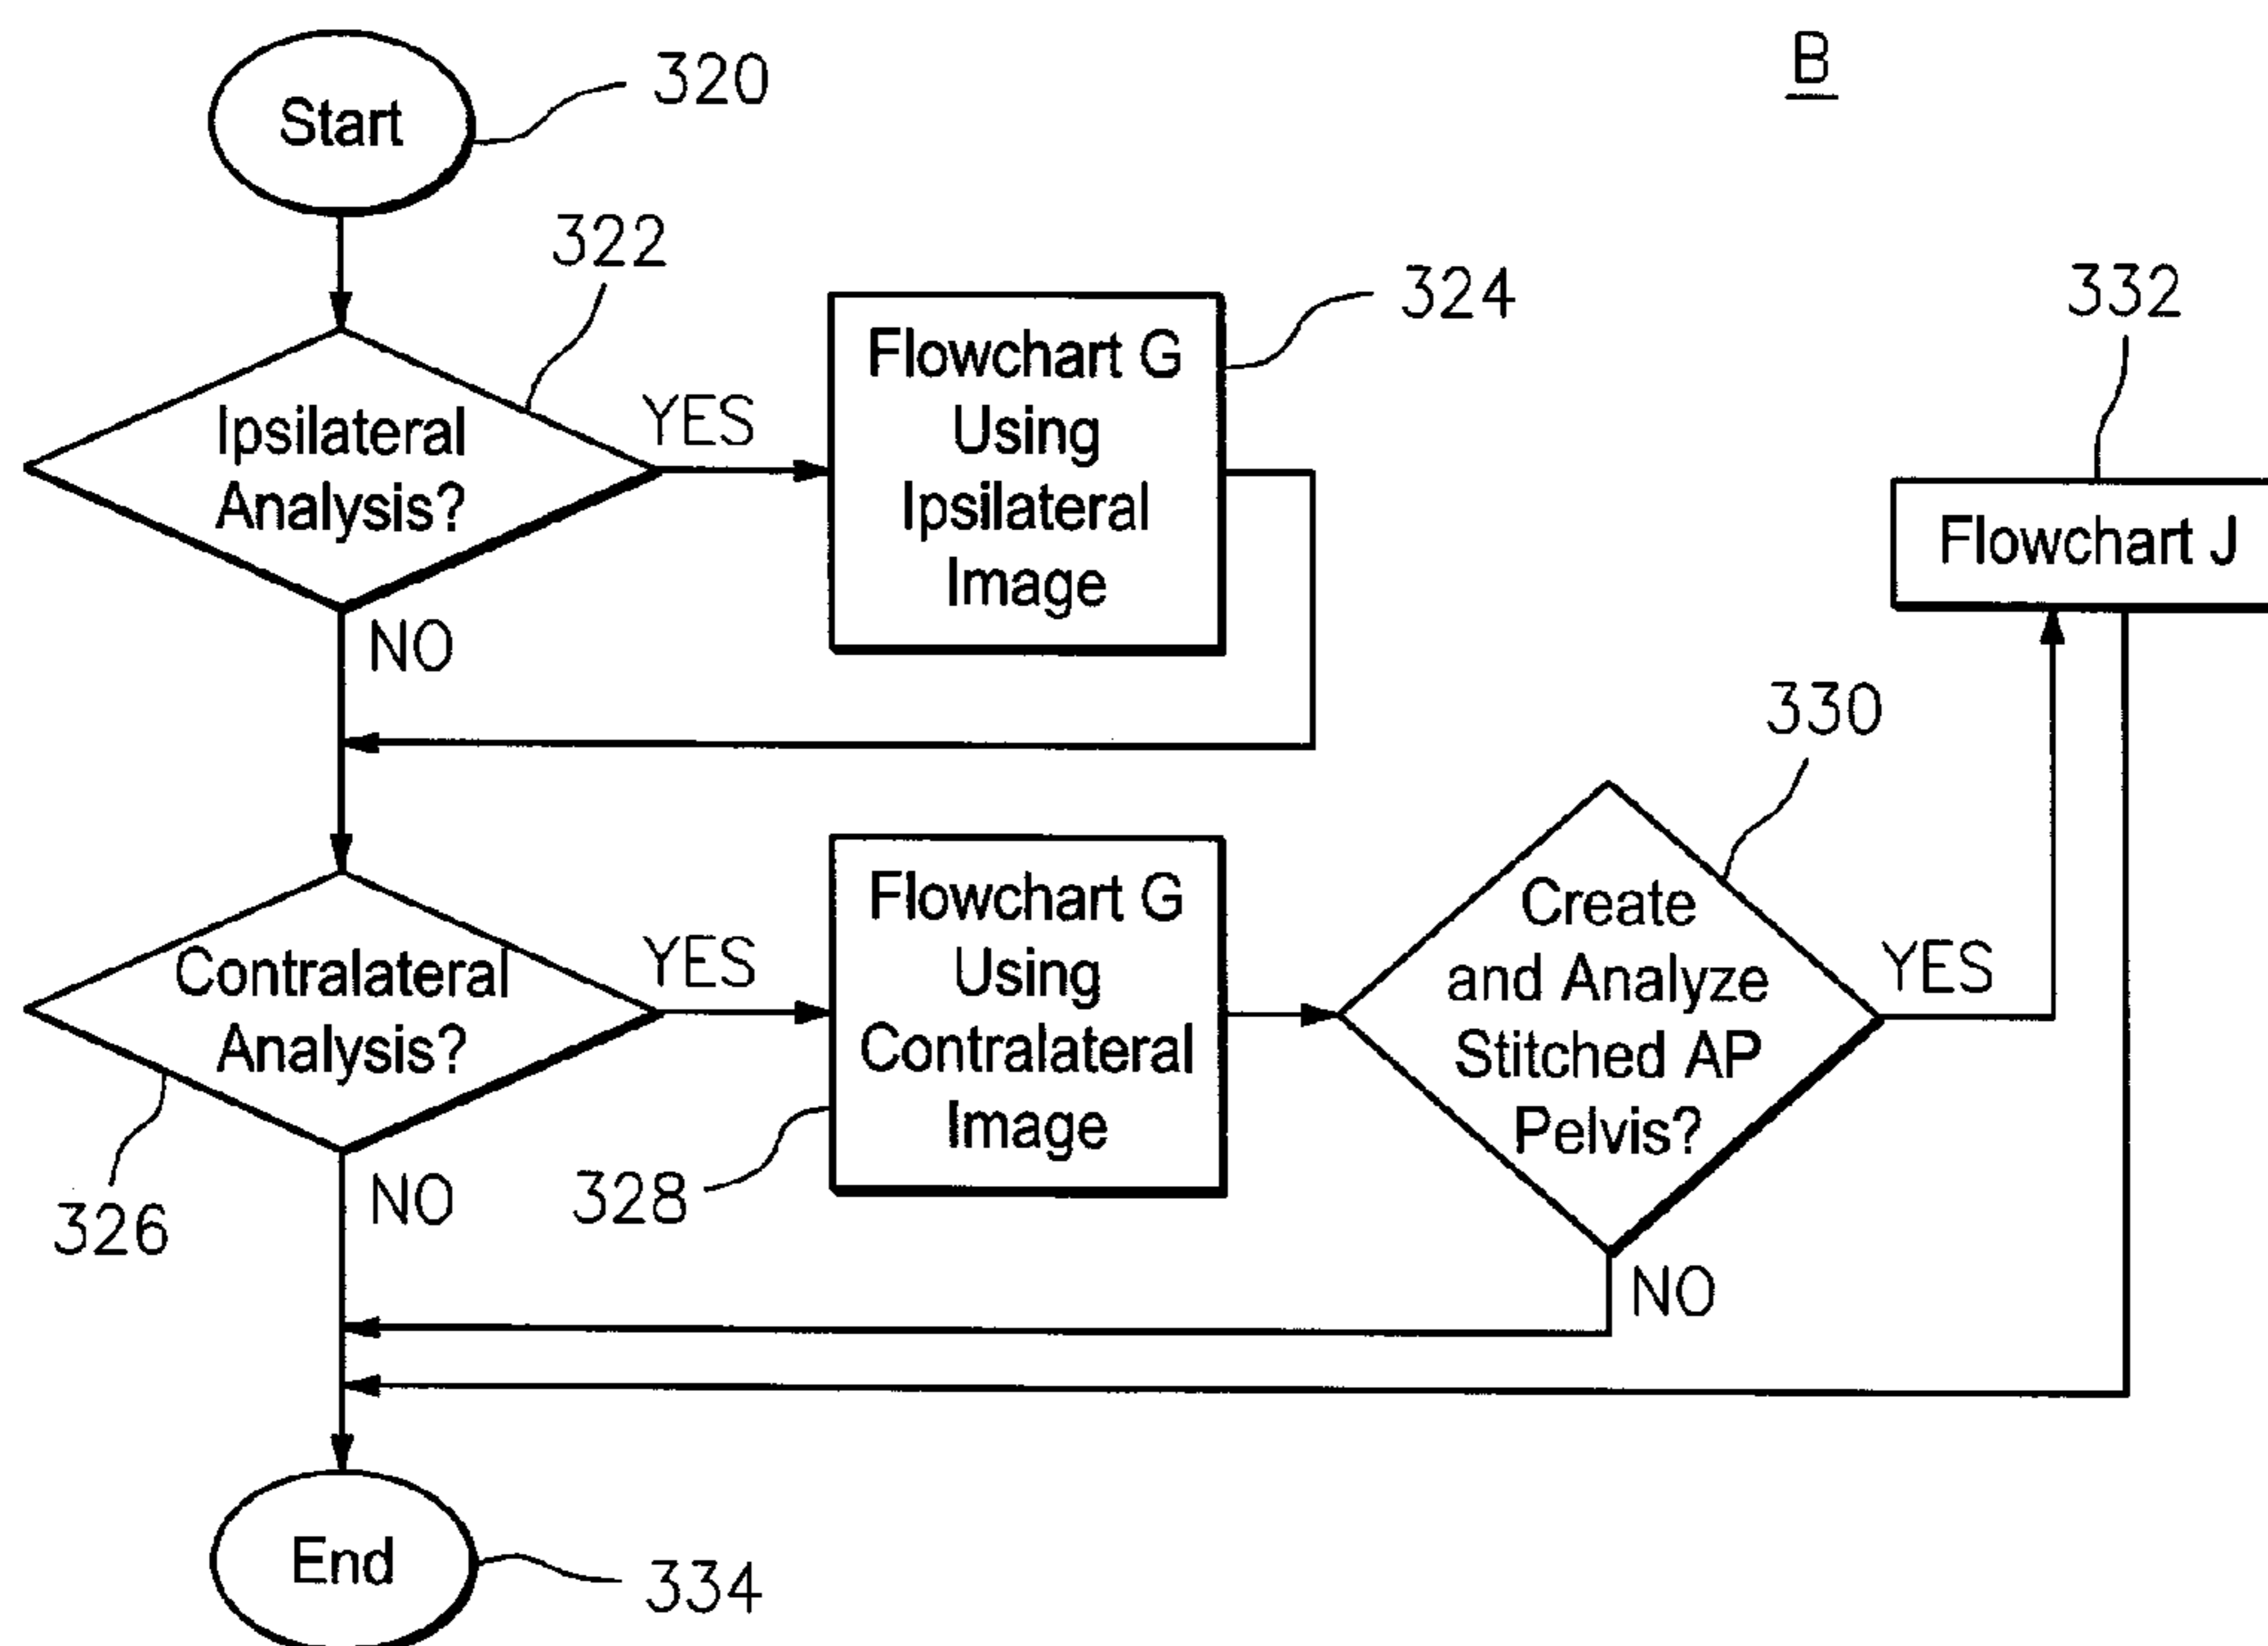 B
Start
320
322
Ipsilateral
Analysis?
YES
NO
Flowchart G
Using
Ipsilateral
Image
324
332
Flowchart J
330
Contralateral
Analysis?
YES
NO
326
Flowchart G
Using
Contralateral
Image
328
Create
and Analyze
Stitched AP
Pelvis?
YES
NO
End
334